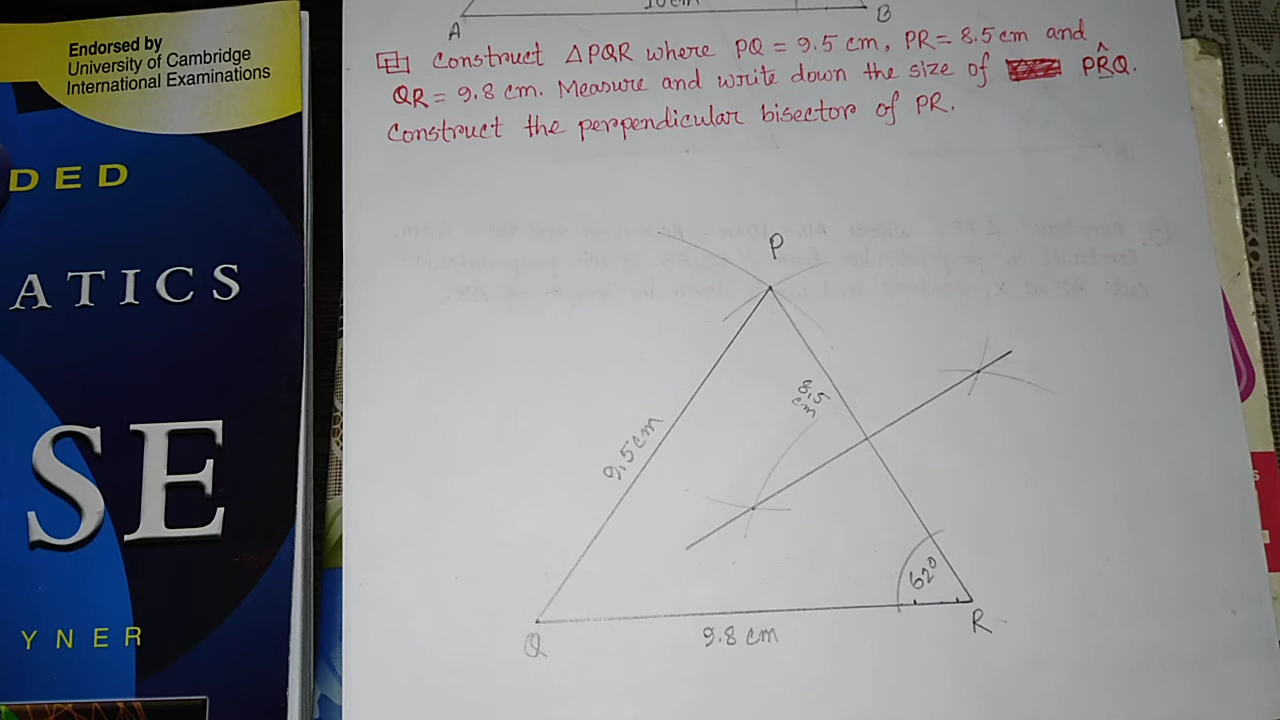 Endorsed by
University of Cambridge
International Examinations
DED
ATICS
SE
YNER
10cm
A
B
Construct △PQR where PQ = 9.5 cm, PR = 8.5 cm and
QR = 9.8 cm. Measure and write down the size of PR̂Q.
Construct the perpendicular bisector of PR.
P
8.5
cm
9.5cm
62°
Q
9.8 cm
R